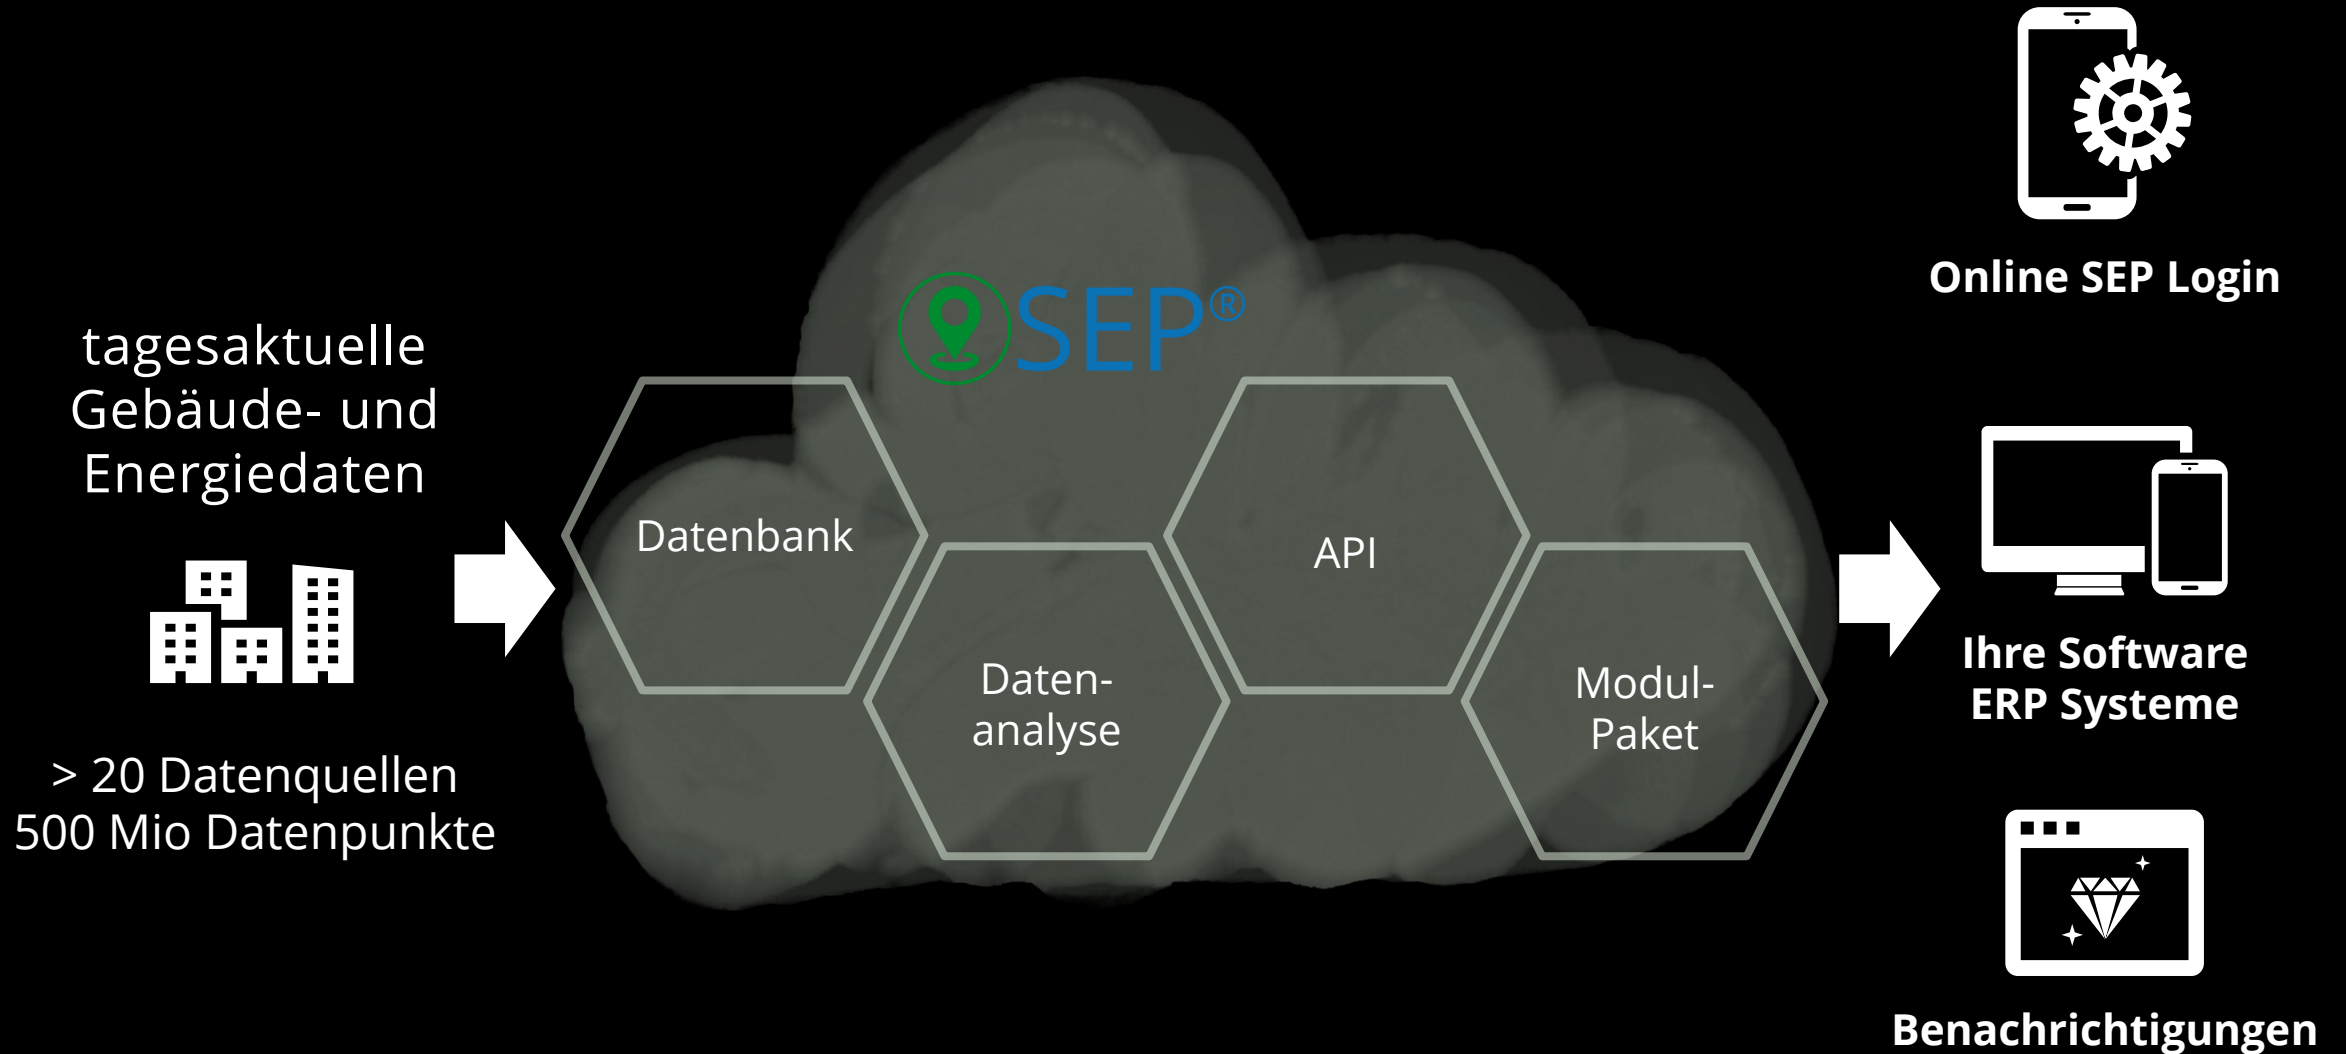 tagesaktuelle
Gebäude- und
Energiedaten
> 20 Datenquellen
500 Mio Datenpunkte
SEP®
Datenbank
Daten-
analyse
API
Modul-
Paket
Online SEP Login
Ihre Software
ERP Systeme
Benachrichtigungen